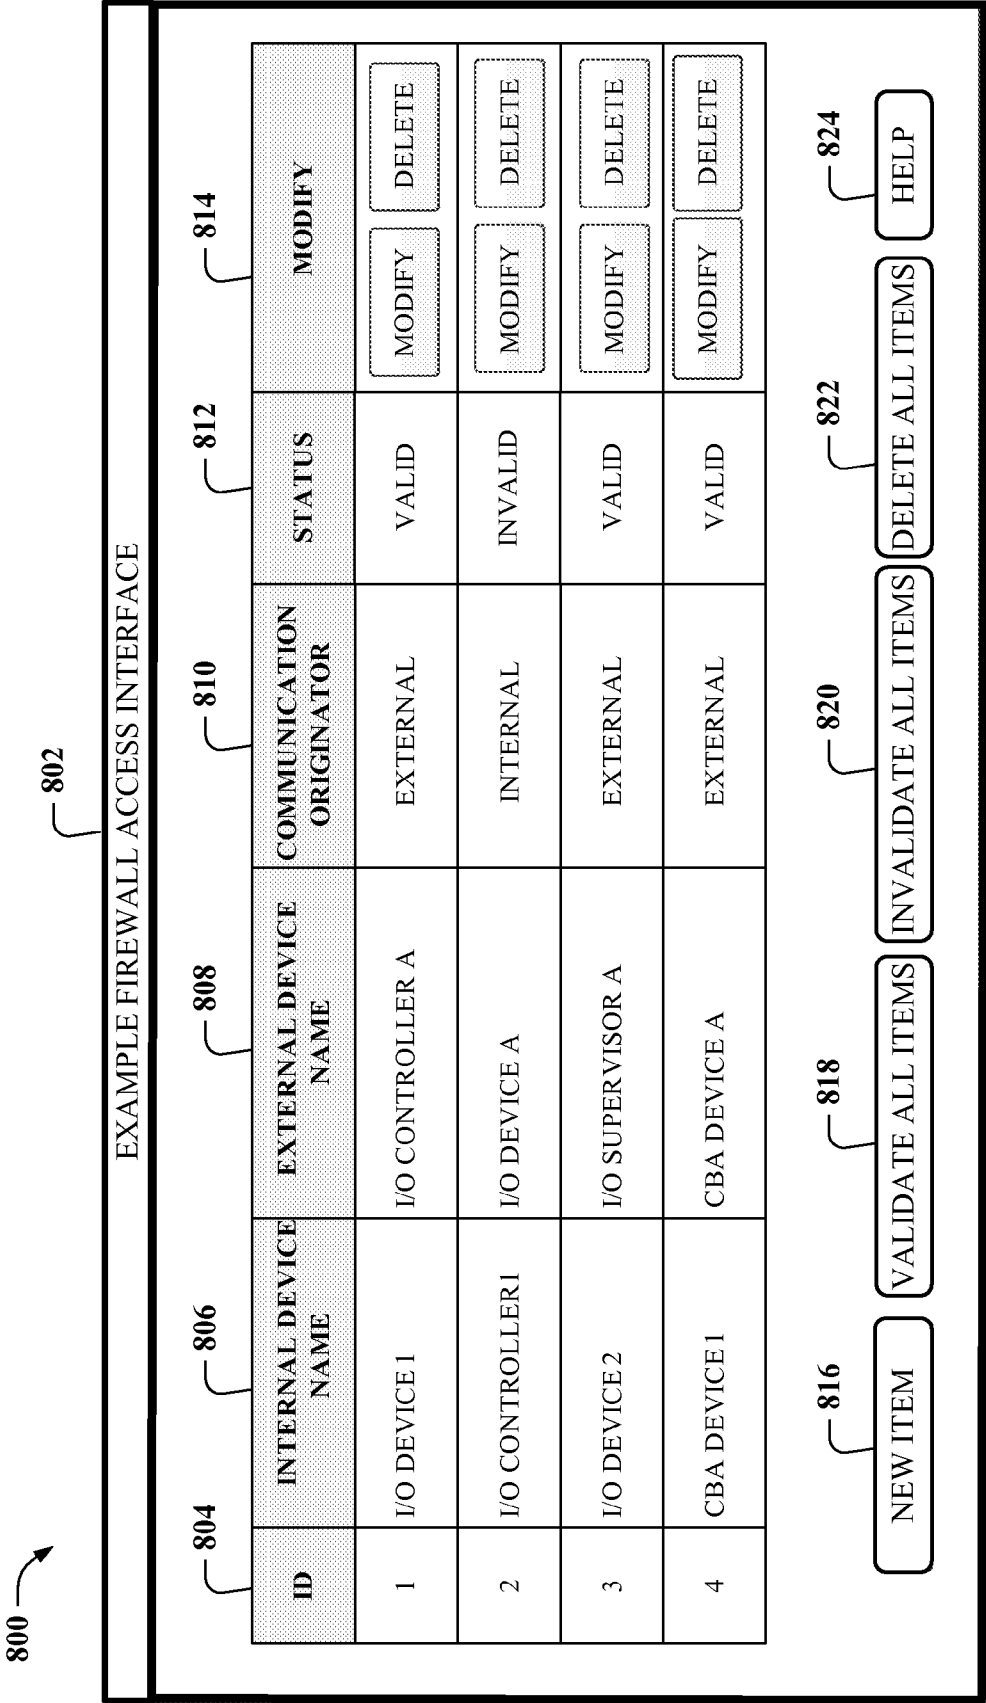 800
802
EXAMPLE FIREWALL ACCESS INTERFACE
804
806
808
810
812
814
ID
INTERNAL DEVICE
NAME
EXTERNAL DEVICE
NAME
COMMUNICATION
ORIGINATOR
STATUS
MODIFY
1
I/O DEVICE 1
I/O CONTROLLER A
EXTERNAL
VALID
MODIFY
DELETE
2
I/O CONTROLLER1
I/O DEVICE A
INTERNAL
INVALID
MODIFY
DELETE
3
I/O DEVICE 2
I/O SUPERVISOR A
EXTERNAL
VALID
MODIFY
DELETE
4
CBA DEVICE 1
CBA DEVICE A
EXTERNAL
VALID
MODIFY
DELETE
816
818
820
822
824
NEW ITEM
VALIDATE ALL ITEMS
INVALIDATE ALL ITEMS
DELETE ALL ITEMS
HELP